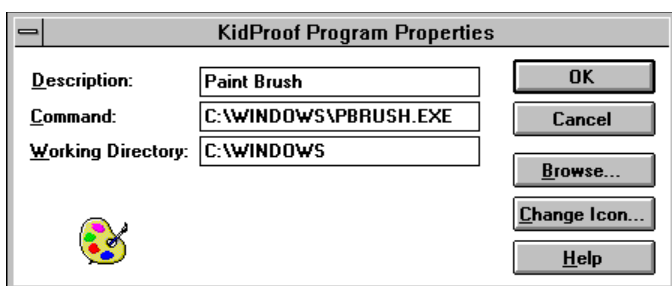 KidProof Program Properties
Description: Paint Brush
Command: C:\WINDOWS\PBRUSH.EXE
Working Directory: C:\WINDOWS
OK
Cancel
Browse...
Change Icon...
Help